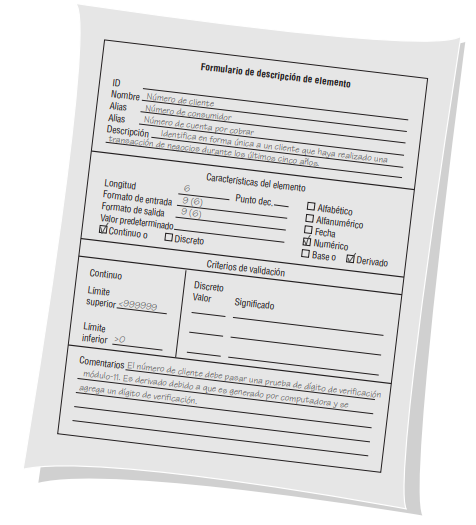 Formulario de descripción de elemento
ID
Nombre Número de cliente
Alias Número de consumidor
Alias Número de cuenta por cobrar
Descripción Identifica en forma única a un cliente que haya realizado una
transacción de negocios durante los últimos cinco años.
Características del elemento
Longitud 6 Punto dec. Alfabético
Formato de entrada 9 (6) Alfanumérico
Formato de salida 9 (6) Fecha
Valor predeterminado Numérico
Continuo o Discreto Base o Derivado
Criterios de validación
Continuo Discreto
Valor Significado
Límite
superior <999999
Límite
inferior >0
Comentarios El número de cliente debe pasar una prueba de dígito de verificación
módulo-11. Es derivado debido a que es generado por computadora y se
agrega un dígito de verificación.